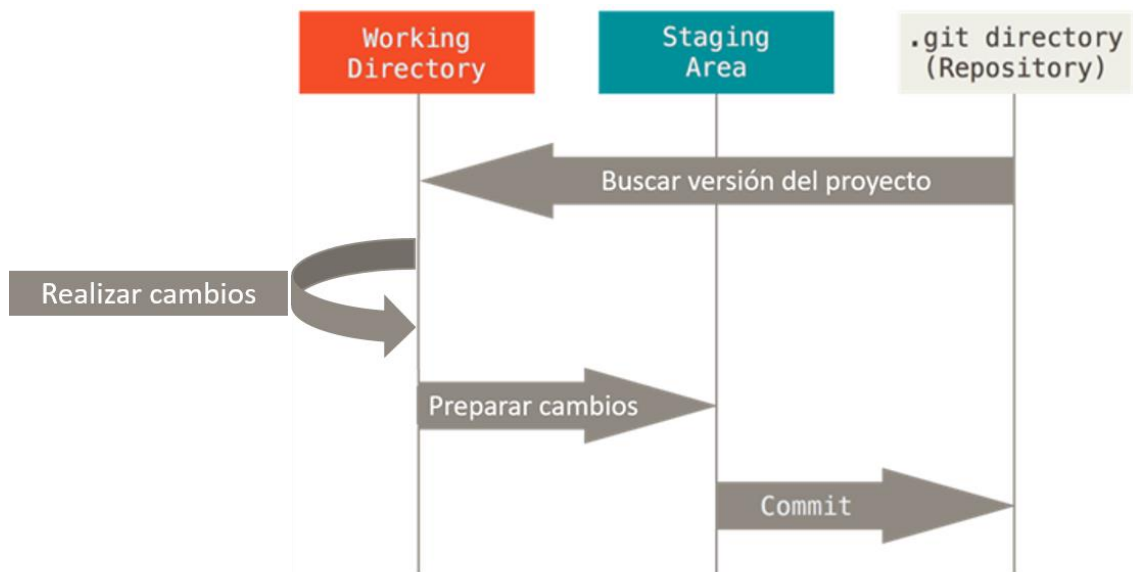 Working
Directory
Staging
Area
.git directory
(Repository)
Buscar versión del proyecto
Realizar cambios
Preparar cambios
Commit